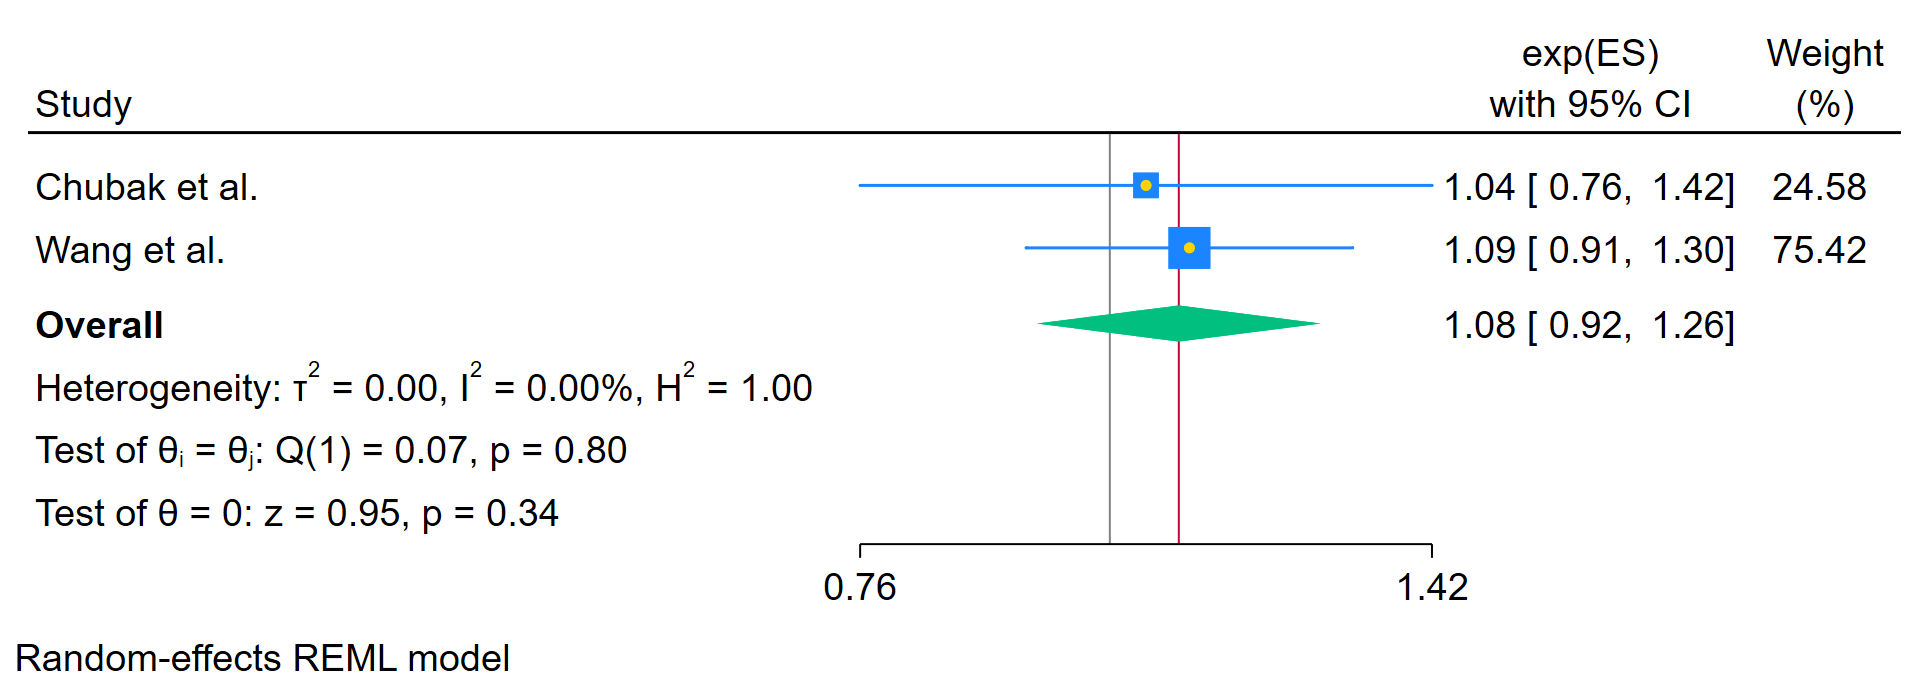 exp(ES) Weight
Study with 95% CI (%)
Chubak et al. 1.04 [ 0.76, 1.42] 24.58
Wang et al. 1.09 [ 0.91, 1.30] 75.42
Overall 1.08 [ 0.92, 1.26]
Heterogeneity: τ² = 0.00, I² = 0.00%, H² = 1.00
Test of θᵢ = θⱼ: Q(1) = 0.07, p = 0.80
Test of θ = 0: z = 0.95, p = 0.34
0.76 1.42
Random-effects REML model